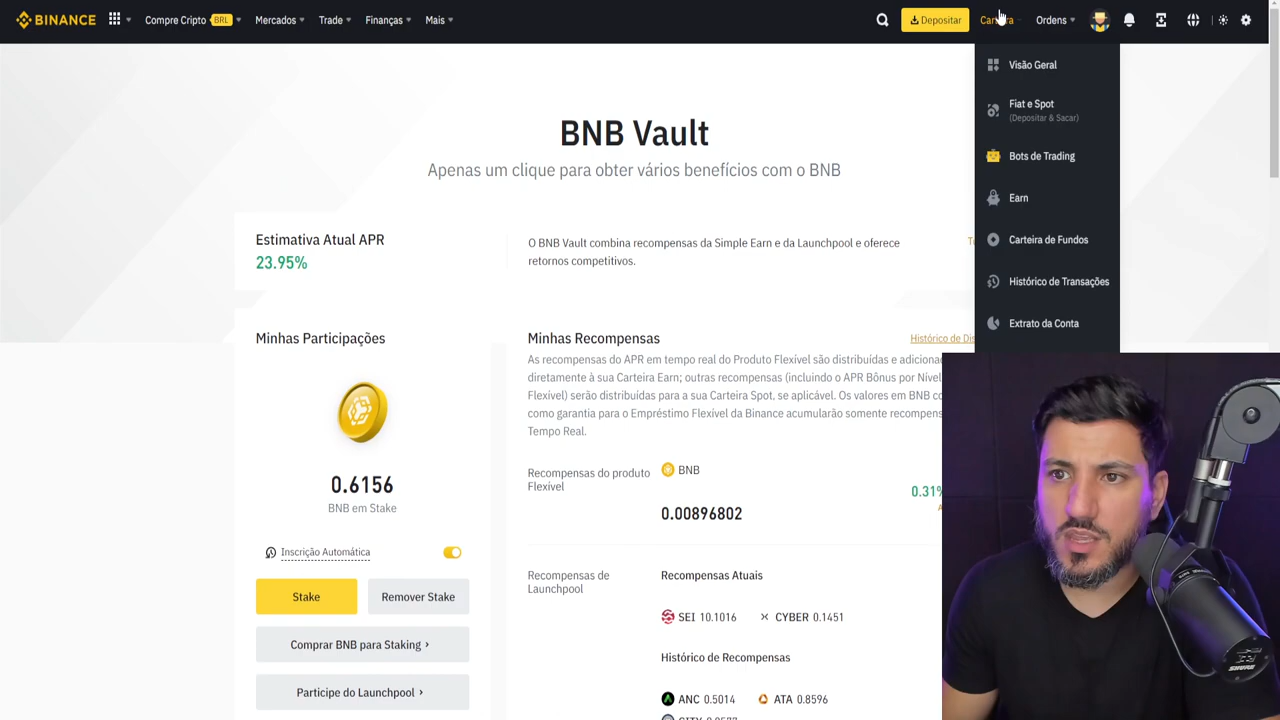 BINANCE Compre Cripto BRL Mercados Trade Finanças Mais Depositar Ordens
Visão Geral
Fiat e Spot
(Depositar & Sacar)
Bots de Trading
Earn
Carteira de Fundos
Histórico de Transações
Extrato da Conta
BNB Vault
Apenas um clique para obter vários benefícios com o BNB
Estimativa Atual APR
23.95%
O BNB Vault combina recompensas da Simple Earn e da Launchpool e oferece
retornos competitivos.
Minhas Participações
0.6156
BNB em Stake
Inscrição Automática
Stake Remover Stake
Comprar BNB para Staking ›
Participe do Launchpool ›
Minhas Recompensas
Histórico de
As recompensas do APR em tempo real do Produto Flexível são distribuídas e
diretamente à sua Carteira Earn; outras recompensas (incluindo o APR Bônus por
Flexível) serão distribuídas para a sua Carteira Spot, se aplicável. Os valores em BNB
como garantia para o Empréstimo Flexível da Binance acumularão somente
Tempo Real.
Recompensas do produto
Flexível
BNB
0.00896802
0.31%
Recompensas de
Launchpool
Recompensas Atuais
SEI 10.1016 CYBER 0.1451
Histórico de Recompensas
ANC 0.5014 ATA 0.8596
SHURE